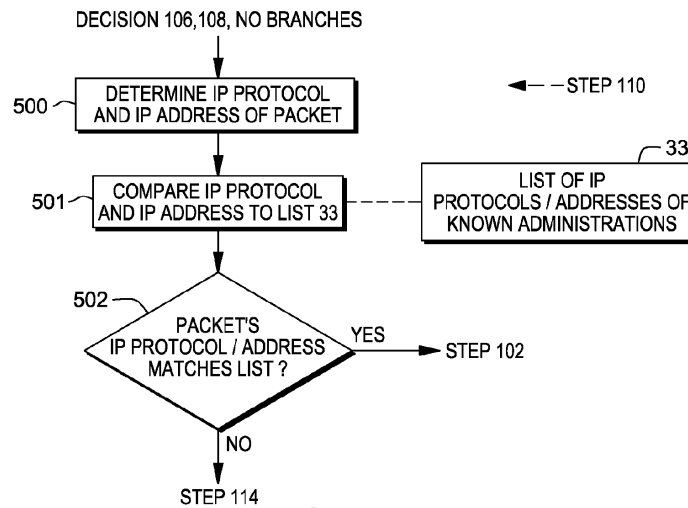 DECISION 106,108, NO BRANCHES
500
DETERMINE IP PROTOCOL
AND IP ADDRESS OF PACKET
STEP 110
33
501
COMPARE IP PROTOCOL
AND IP ADDRESS TO LIST 33
LIST OF IP
PROTOCOLS / ADDRESSES OF
KNOWN ADMINISTRATIONS
502
PACKET'S
IP PROTOCOL / ADDRESS
MATCHES LIST ?
YES
STEP 102
NO
STEP 114